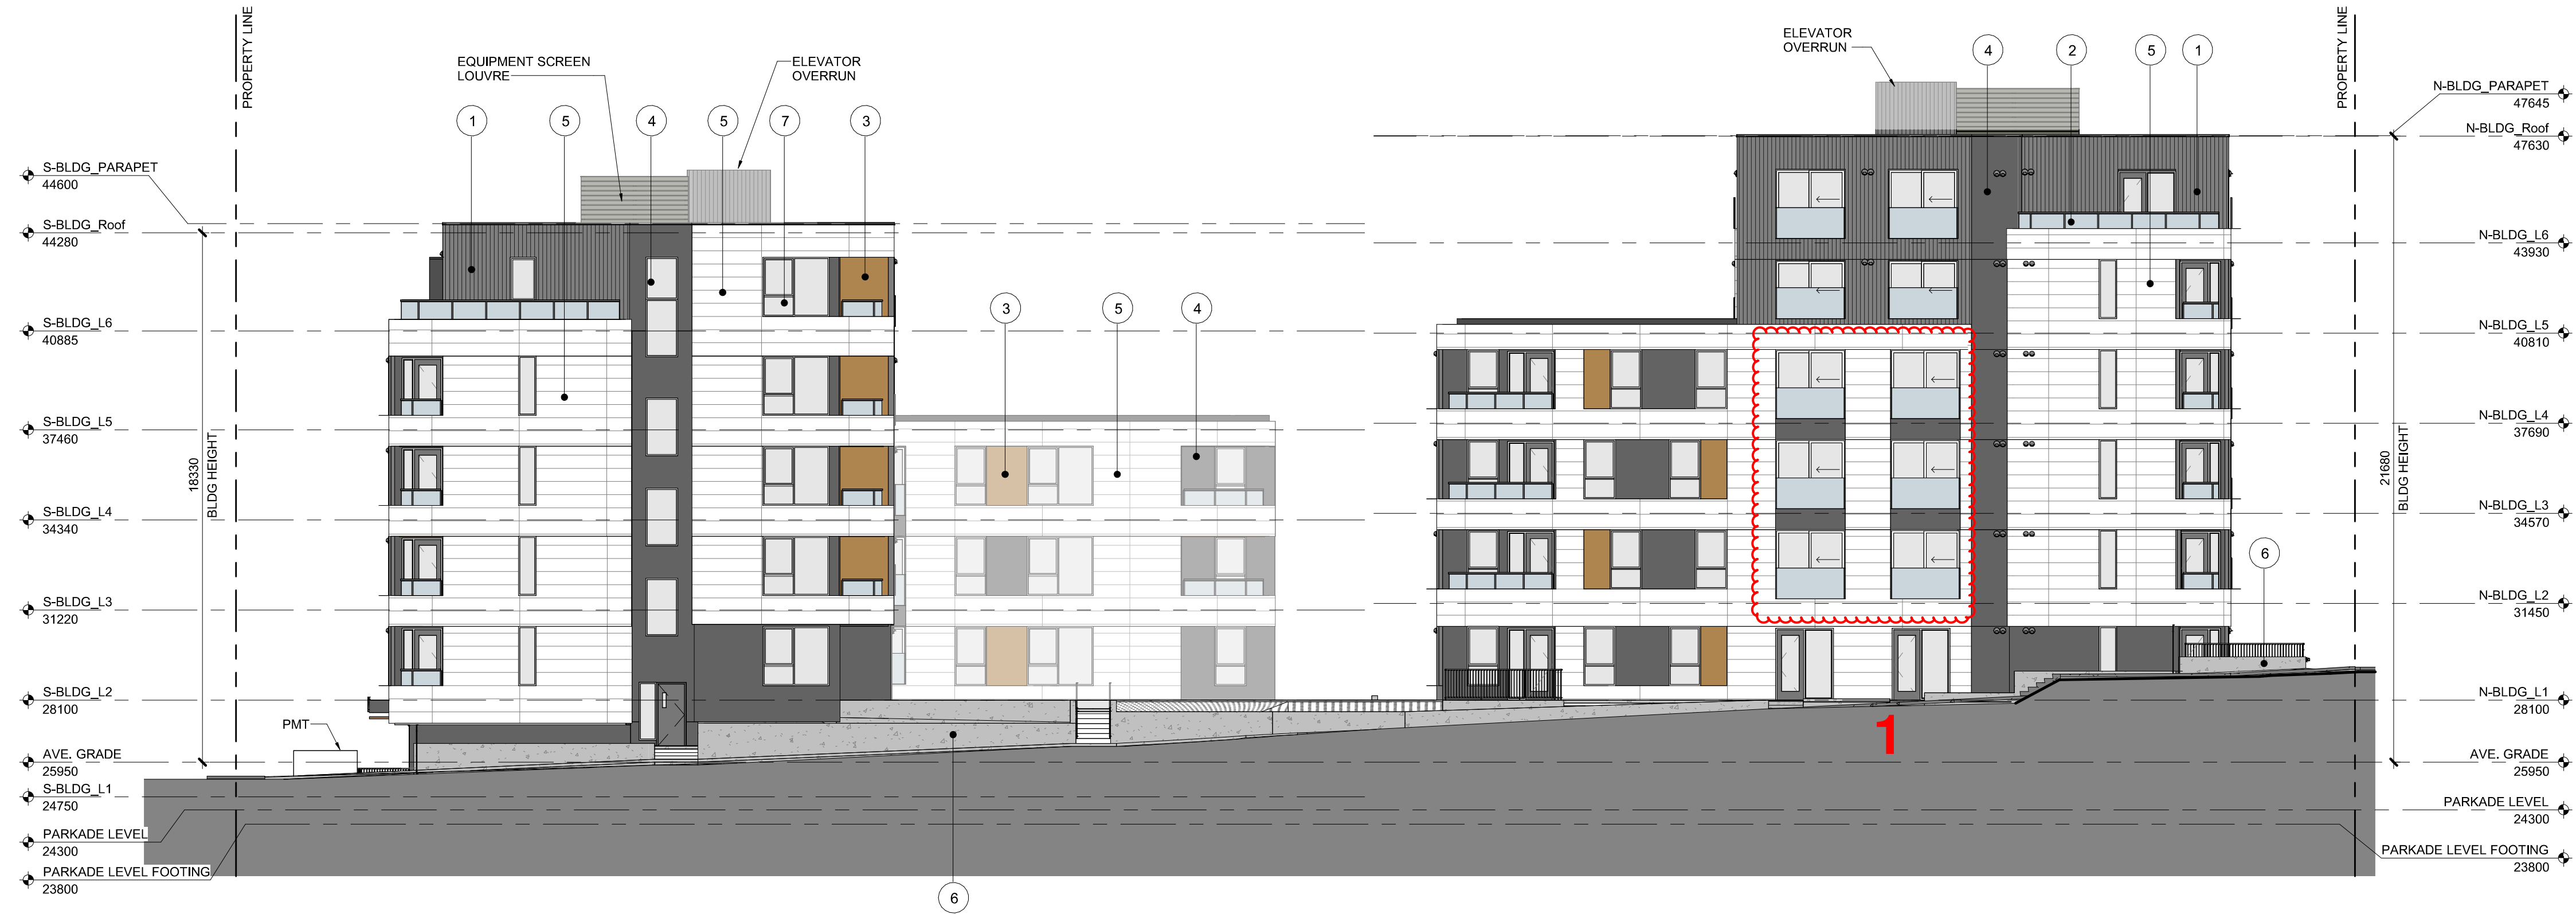 PROPERTY LINE
EQUIPMENT SCREEN
LOUVRE
ELEVATOR
OVERRUN
1
5
4
5
7
3
S-BLDG_PARAPET
44600
S-BLDG_Roof
44280
S-BLDG_L6
40885
S-BLDG_L5
37460
S-BLDG_L4
34340
S-BLDG_L3
31220
S-BLDG_L2
28100
AVE. GRADE
25950
S-BLDG_L1
24750
PARKADE LEVEL
24300
PARKADE LEVEL FOOTING
23800
18330
BLDG HEIGHT
PMT
3
5
4
6
ELEVATOR
OVERRUN
4
2
5
1
PROPERTY LINE
6
1
21680
BLDG HEIGHT
N-BLDG_PARAPET
47645
N-BLDG_Roof
47630
N-BLDG_L6
43930
N-BLDG_L5
40810
N-BLDG_L4
37690
N-BLDG_L3
34570
N-BLDG_L2
31450
N-BLDG_L1
28100
AVE. GRADE
25950
PARKADE LEVEL
24300
PARKADE LEVEL FOOTING
23800